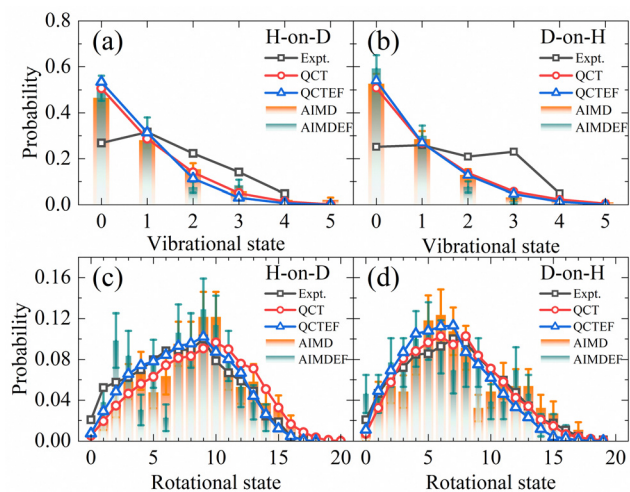 (a) H-on-D
Expt.
QCT
QCTEF
AIMD
AIMDEF
Probability
0.8
0.6
0.4
0.2
0.0
0 1 2 3 4 5
Vibrational state
(b) D-on-H
Expt.
QCT
QCTEF
AIMD
AIMDEF
0 1 2 3 4 5
Vibrational state
(c) H-on-D
Expt.
QCT
QCTEF
AIMD
AIMDEF
Probability
0.16
0.12
0.08
0.04
0.00
0 5 10 15 20
Rotational state
(d) D-on-H
Expt.
QCT
QCTEF
AIMD
AIMDEF
0 5 10 15 20
Rotational state